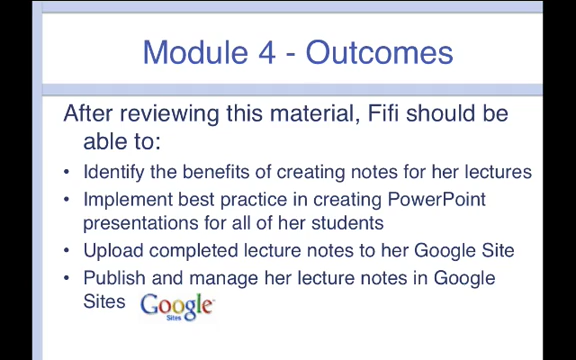 Module 4 - Outcomes
After reviewing this material, Fifi should be
able to:
• Identify the benefits of creating notes for her lectures
• Implement best practice in creating PowerPoint
presentations for all of her students
• Upload completed lecture notes to her Google Site
• Publish and manage her lecture notes in Google
Sites
Google
Sites